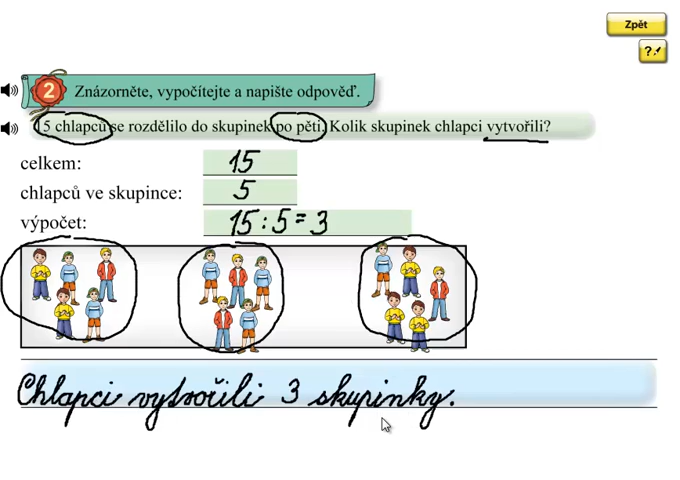 Zpět
?
2 Znázorněte, vypočítejte a napište odpověď.
15 chlapců se rozdělilo do skupinek po pěti. Kolik skupinek chlapci vytvořili?
celkem: 15
chlapců ve skupince: 5
výpočet: 15 : 5 = 3
Chlapci vytvořili 3 skupinky.